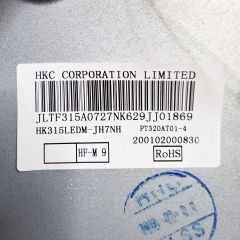 HKC CORPORATION LIMITED
JLTF315A0727NK629JJ01869
HK315LEDM-JH7NH PT320AT01-4
200102000830
HF-M 9 RoHS